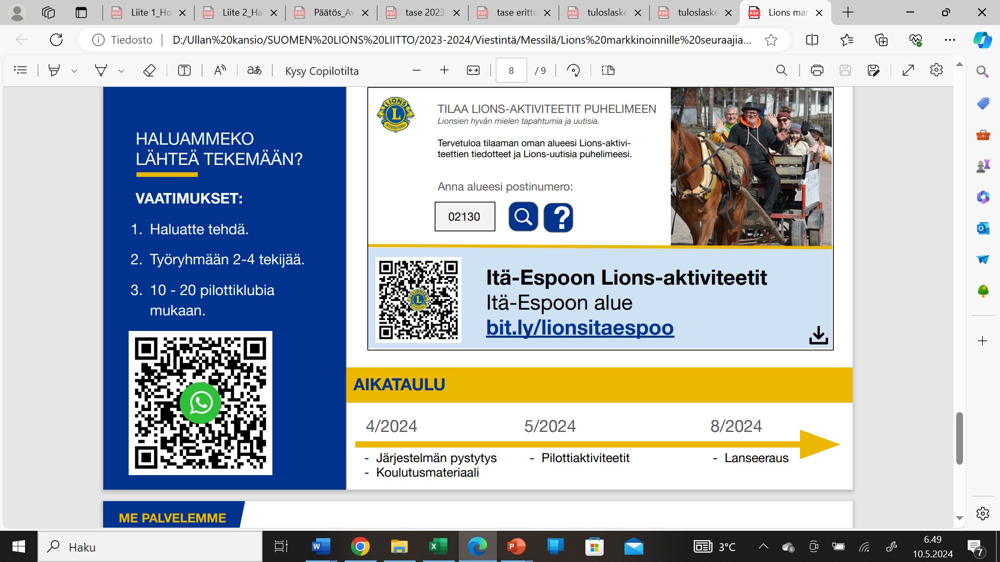 Liite 1_Ho
Liite 2_Ha
Päätös_Av
tase 2023
tase eritte
tuloslaske
tuloslaske
Lions mar
Tiedosto
D:/Ullan%20kansio/SUOMEN%20LIONS%20LIITTO/2023-2024/Viestintä/Messilä/Lions%20markkinoinnille%20seuraajia...
Kysy Copilotilta
8 / 9
HALUAMMEKO
LÄHTEÄ TEKEMÄÄN?
VAATIMUKSET:
1. Haluatte tehdä.
2. Työryhmään 2-4 tekijää.
3. 10 - 20 pilottiklubia
mukaan.
LIONS
L
INTERNATIONAL
TILAA LIONS-AKTIVITEETIT PUHELIMEEN
Lionsien hyvän mielen tapahtumia ja uutisia.
Tervetuloa tilaaman oman alueesi Lions-aktivi-
teettien tiedotteet ja Lions-uutisia puhelimeesi.
Anna alueesi postinumero:
02130
?
Itä-Espoon Lions-aktiviteetit
Itä-Espoon alue
bit.ly/lionsitaespoo
AIKATAULU
4/2024
5/2024
8/2024
- Järjestelmän pystytys
- Koulutusmateriaali
- Pilottiaktiviteetit
- Lanseeraus
ME PALVELEMME
Haku
3°C
6.49
10.5.2024
7